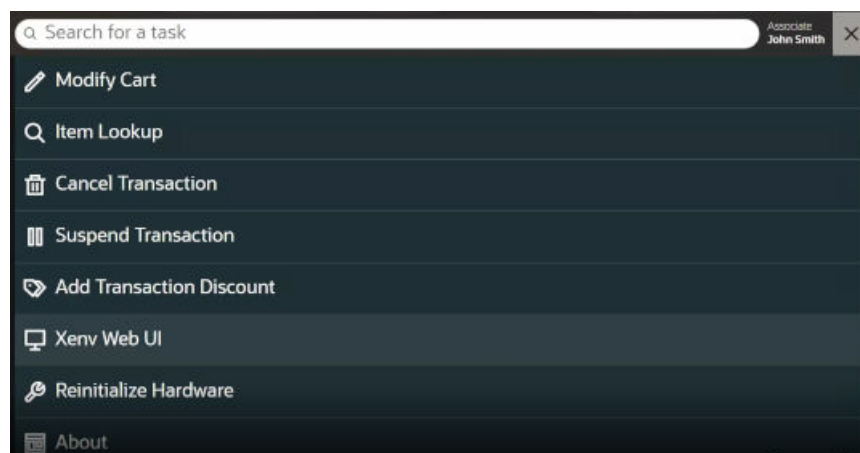 Search for a task
Associate
John Smith
Modify Cart
Item Lookup
Cancel Transaction
Suspend Transaction
Add Transaction Discount
Xenv Web UI
Reinitialize Hardware
About